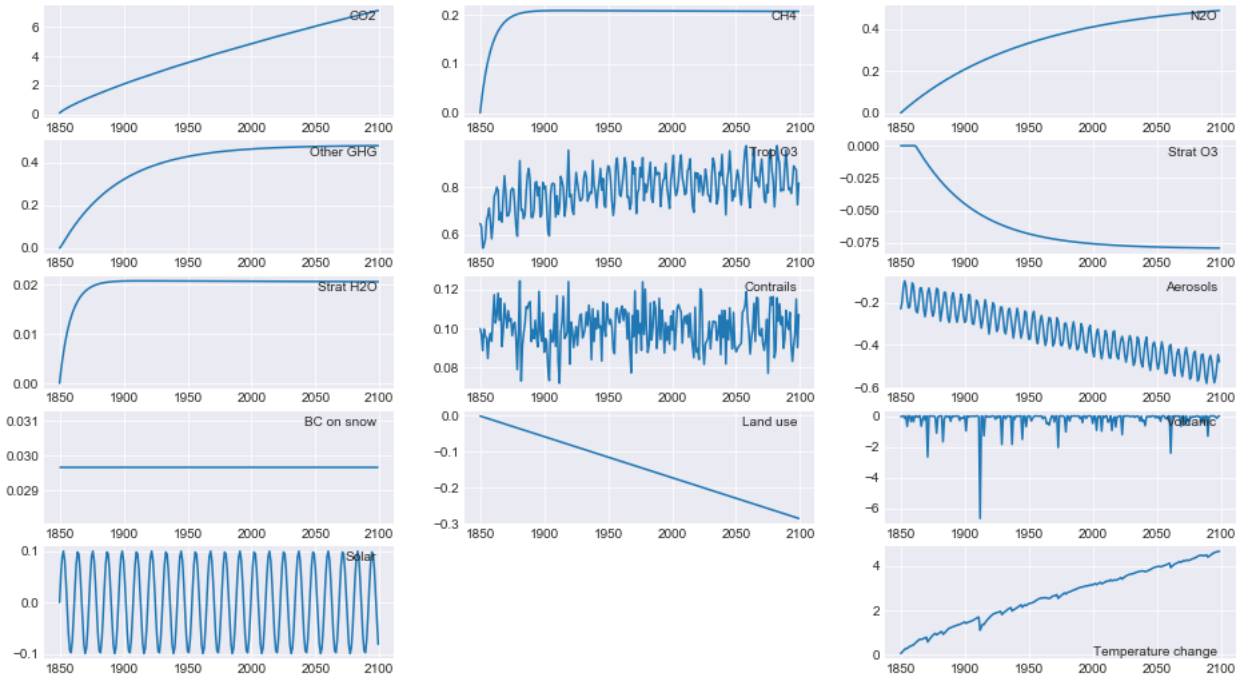 CO2
6
4
2
0
1850 1900 1950 2000 2050 2100
CH4
0.2
0.1
0.0
1850 1900 1950 2000 2050 2100
N2O
0.4
0.2
0.0
1850 1900 1950 2000 2050 2100
Other GHG
0.4
0.2
0.0
1850 1900 1950 2000 2050 2100
Trop O3
0.8
0.6
1850 1900 1950 2000 2050 2100
Strat O3
0.000
−0.025
−0.050
−0.075
1850 1900 1950 2000 2050 2100
Strat H2O
0.02
0.01
0.00
1850 1900 1950 2000 2050 2100
Contrails
0.12
0.10
0.08
1850 1900 1950 2000 2050 2100
Aerosols
−0.2
−0.4
−0.6
1850 1900 1950 2000 2050 2100
BC on snow
0.031
0.030
0.029
1850 1900 1950 2000 2050 2100
Land use
0.0
−0.1
−0.2
−0.3
1850 1900 1950 2000 2050 2100
Volcanic
0
−2
−4
−6
1850 1900 1950 2000 2050 2100
Solar
0.1
0.0
−0.1
1850 1900 1950 2000 2050 2100
4
2
0
Temperature change
1850 1900 1950 2000 2050 2100